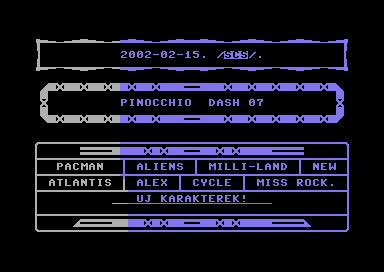 2002-02-15. /SCS/.
PINOCCHIO DASH 07
PACMAN ALIENS MILLI-LAND NEW
ATLANTIS ALEX CYCLE MISS ROCK.
UJ KARAKTEREK!